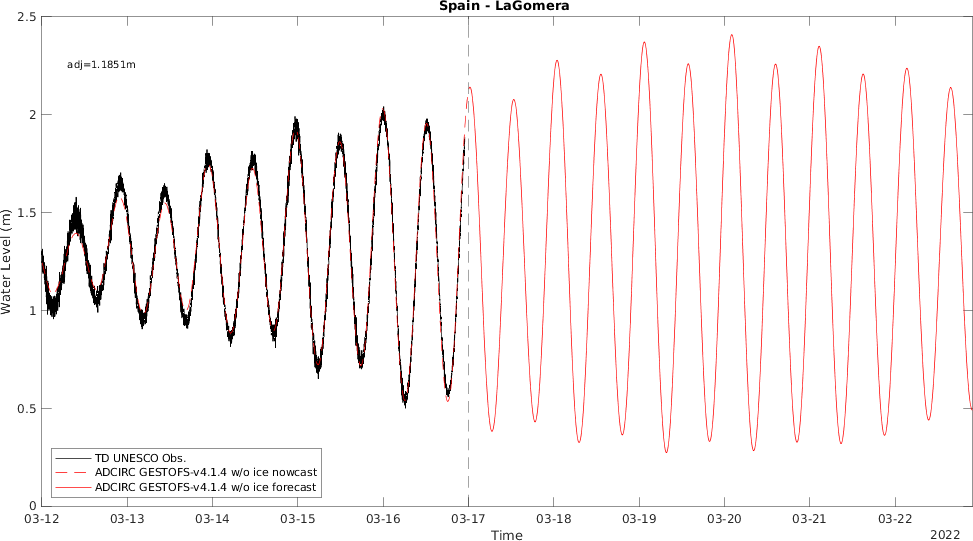 Spain - LaGomera
2.5
adj=1.1851m
2
1.5
Water Level (m)
1
0.5
TD UNESCO Obs.
ADCIRC GESTOFS-v4.1.4 w/o ice nowcast
ADCIRC GESTOFS-v4.1.4 w/o ice forecast
0
03-12 03-13 03-14 03-15 03-16 03-17 03-18 03-19 03-20 03-21 03-22
Time
2022